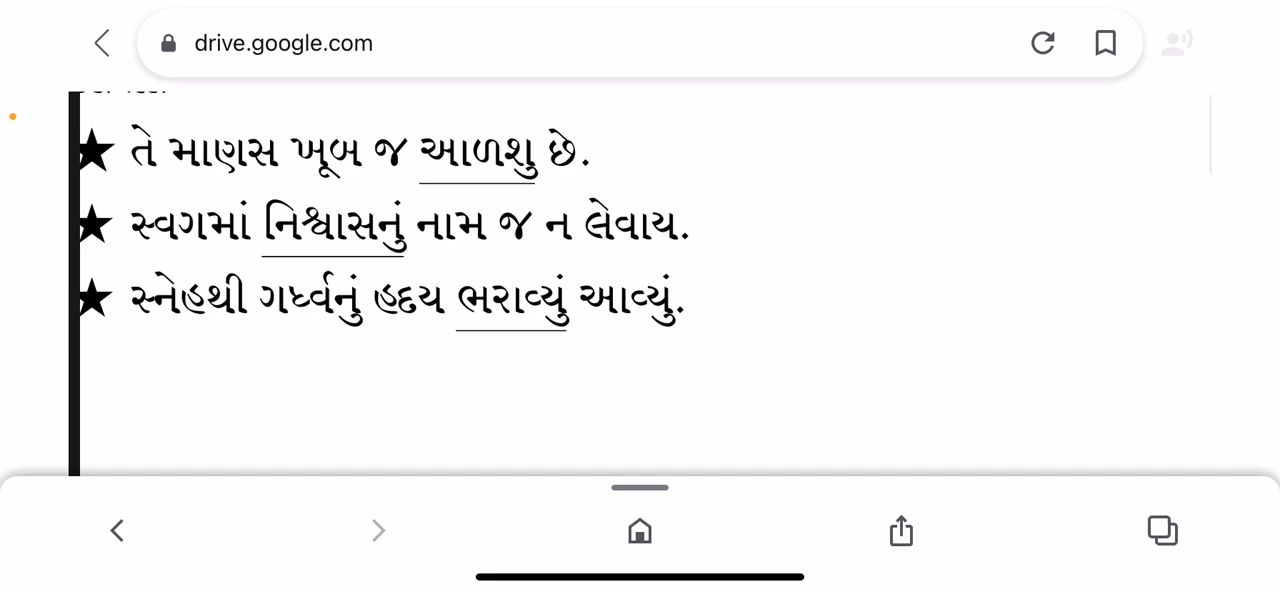 drive.google.com
★ તે માણસ ખૂબ જ આળશુ છે.
★ સ્વગમાં નિશ્વાસનું નામ જ ન લેવાય.
★ સ્નેહથી ગર્ધ્વનું હૃદય ભરાવ્યું આવ્યું.